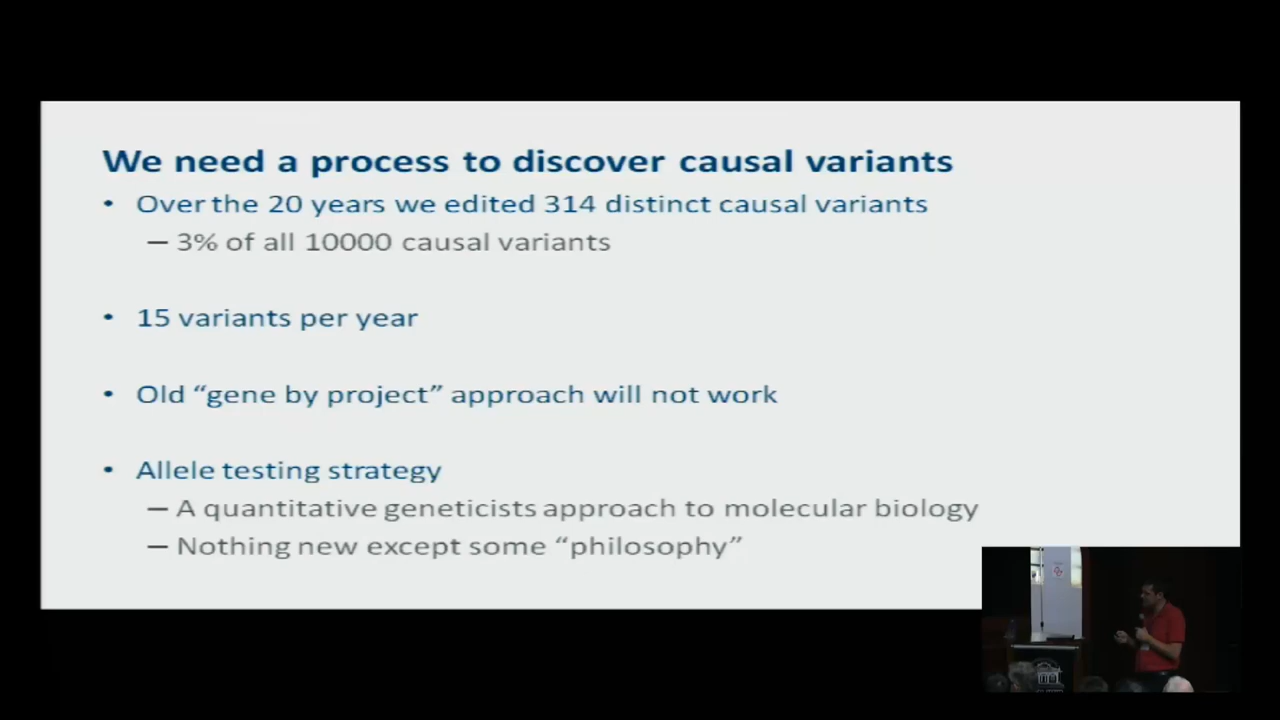 We need a process to discover causal variants
• Over the 20 years we edited 314 distinct causal variants
– 3% of all 10000 causal variants
• 15 variants per year
• Old “gene by project” approach will not work
• Allele testing strategy
– A quantitative geneticists approach to molecular biology
– Nothing new except some “philosophy”